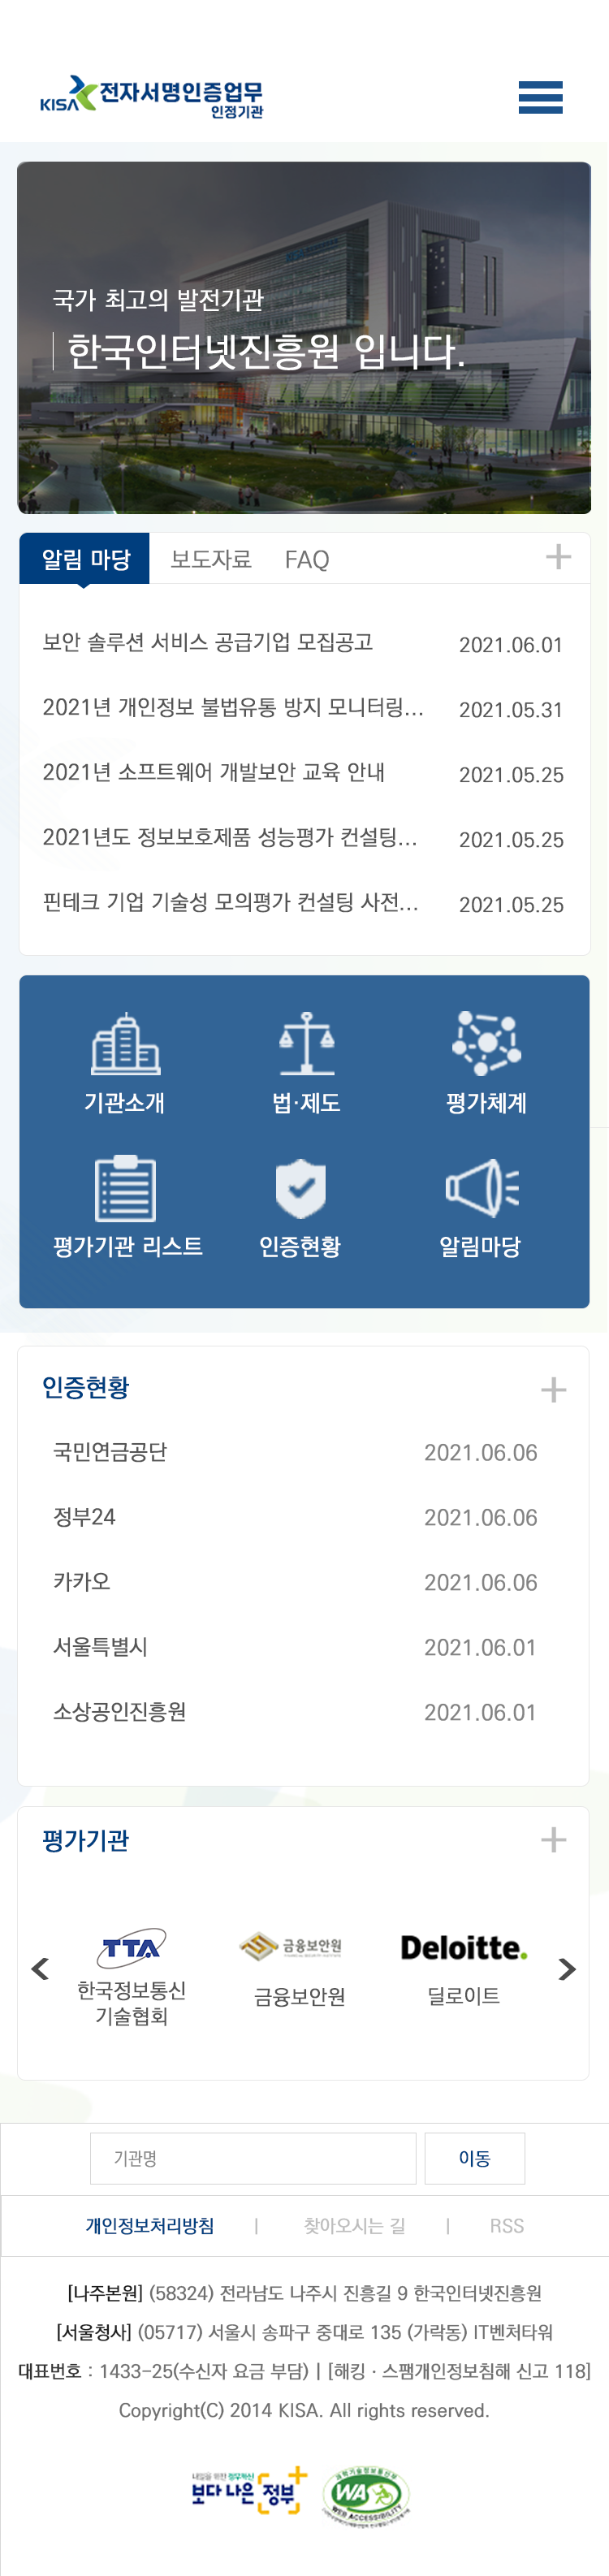 KISA 전자서명인증업무
인정기관
국가 최고의 발전기관
한국인터넷진흥원 입니다.
알림 마당 보도자료 FAQ
보안 솔루션 서비스 공급기업 모집공고 2021.06.01
2021년 개인정보 불법유통 방지 모니터링... 2021.05.31
2021년 소프트웨어 개발보안 교육 안내 2021.05.25
2021년도 정보보호제품 성능평가 컨설팅... 2021.05.25
핀테크 기업 기술성 모의평가 컨설팅 사전... 2021.05.25
기관소개 법·제도 평가체계
평가기관 리스트 인증현황 알림마당
인증현황
국민연금공단 2021.06.06
정부24 2021.06.06
카카오 2021.06.06
서울특별시 2021.06.01
소상공인진흥원 2021.06.01
평가기관
TTA 금융보안원 Deloitte.
한국정보통신
기술협회
금융보안원
딜로이트
기관명 이동
개인정보처리방침 | 찾아오시는 길 | RSS
[나주본원] (58324) 전라남도 나주시 진흥길 9 한국인터넷진흥원
[서울청사] (05717) 서울시 송파구 중대로 135 (가락동) IT벤처타워
대표번호 : 1433-25(수신자 요금 부담) | [해킹 · 스팸개인정보침해 신고 118]
Copyright(C) 2014 KISA. All rights reserved.
내일을 위한 정부혁신
보다 나은 정부
과학기술정보통신부
WA
WEB ACCESSIBILITY